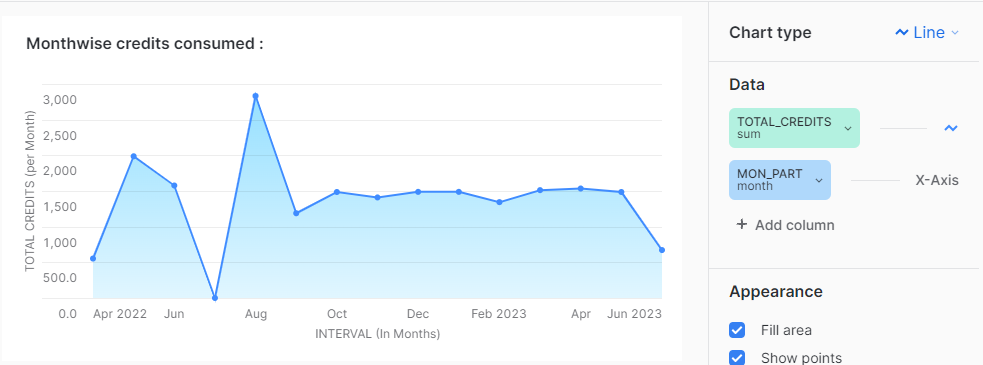 Monthwise credits consumed :
TOTAL CREDITS (per Month)
3,000
2,500
2,000
1,500
1,000
500.0
0.0
Apr 2022 Jun Aug Oct Dec Feb 2023 Apr Jun 2023
INTERVAL (In Months)
Chart type Line
Data
TOTAL_CREDITS
sum
MON_PART
month
X-Axis
+ Add column
Appearance
Fill area
Show points